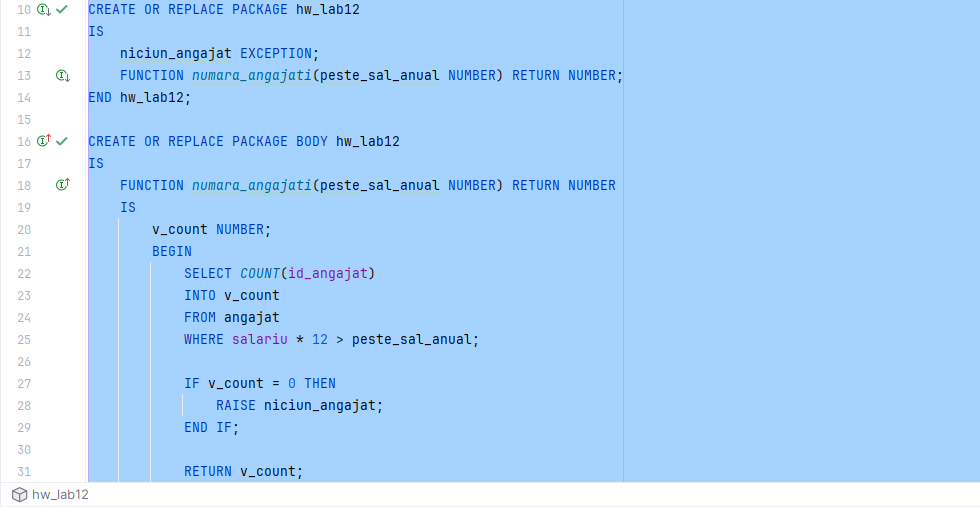 10 CREATE OR REPLACE PACKAGE hw_lab12
11 IS
12     niciun_angajat EXCEPTION;
13     FUNCTION numara_angajati(peste_sal_anual NUMBER) RETURN NUMBER;
14 END hw_lab12;
15
16 CREATE OR REPLACE PACKAGE BODY hw_lab12
17 IS
18     FUNCTION numara_angajati(peste_sal_anual NUMBER) RETURN NUMBER
19     IS
20         v_count NUMBER;
21         BEGIN
22             SELECT COUNT(id_angajat)
23             INTO v_count
24             FROM angajat
25             WHERE salariu * 12 > peste_sal_anual;
26
27             IF v_count = 0 THEN
28                 RAISE niciun_angajat;
29             END IF;
30
31             RETURN v_count;
hw_lab12